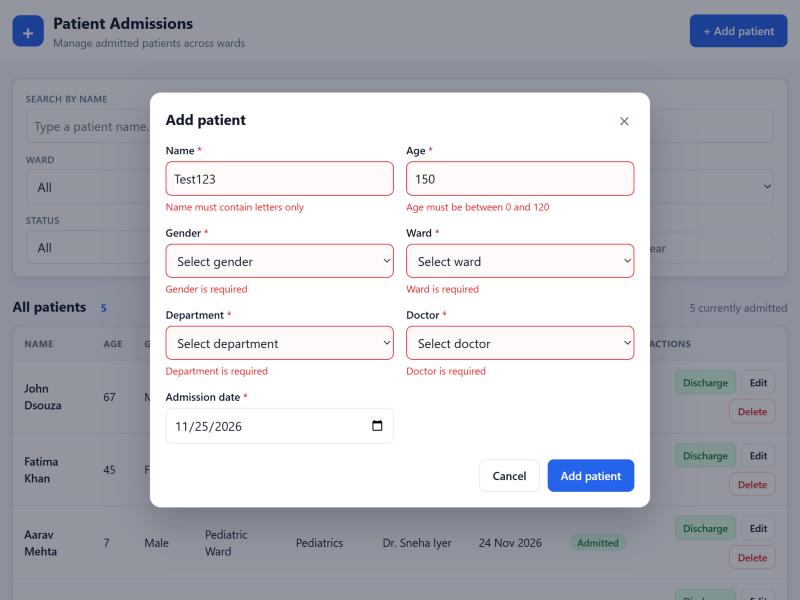 +
Patient Admissions
Manage admitted patients across wards
+ Add patient
SEARCH BY NAME
Type a patient name.
WARD
All
STATUS
All
Add patient
×
Name *
Age *
Test123
150
Name must contain letters only
Age must be between 0 and 120
Gender *
Ward *
Select gender
Select ward
Gender is required
Ward is required
Department *
Doctor *
Select department
Select doctor
Department is required
Doctor is required
Admission date *
11/25/2026
Cancel
Add patient
All patients 5
5 currently admitted
NAME AGE ACTIONS
John Dsouza
67
Discharge Edit
Delete
Fatima Khan
45
Discharge Edit
Delete
Aarav Mehta
7 Male
Pediatric Ward
Pediatrics Dr. Sneha Iyer 24 Nov 2026 Admitted
Discharge Edit
Delete